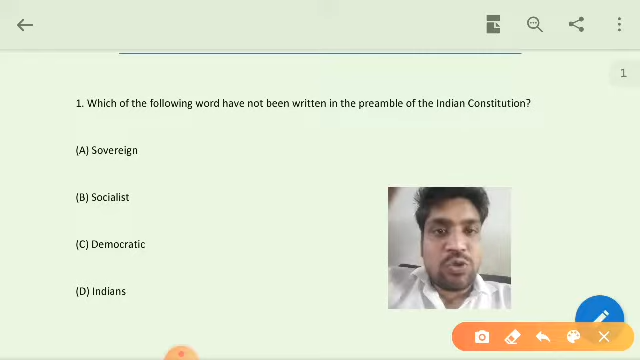 1
1. Which of the following word have not been written in the preamble of the Indian Constitution?
(A) Sovereign
(B) Socialist
(C) Democratic
(D) Indians